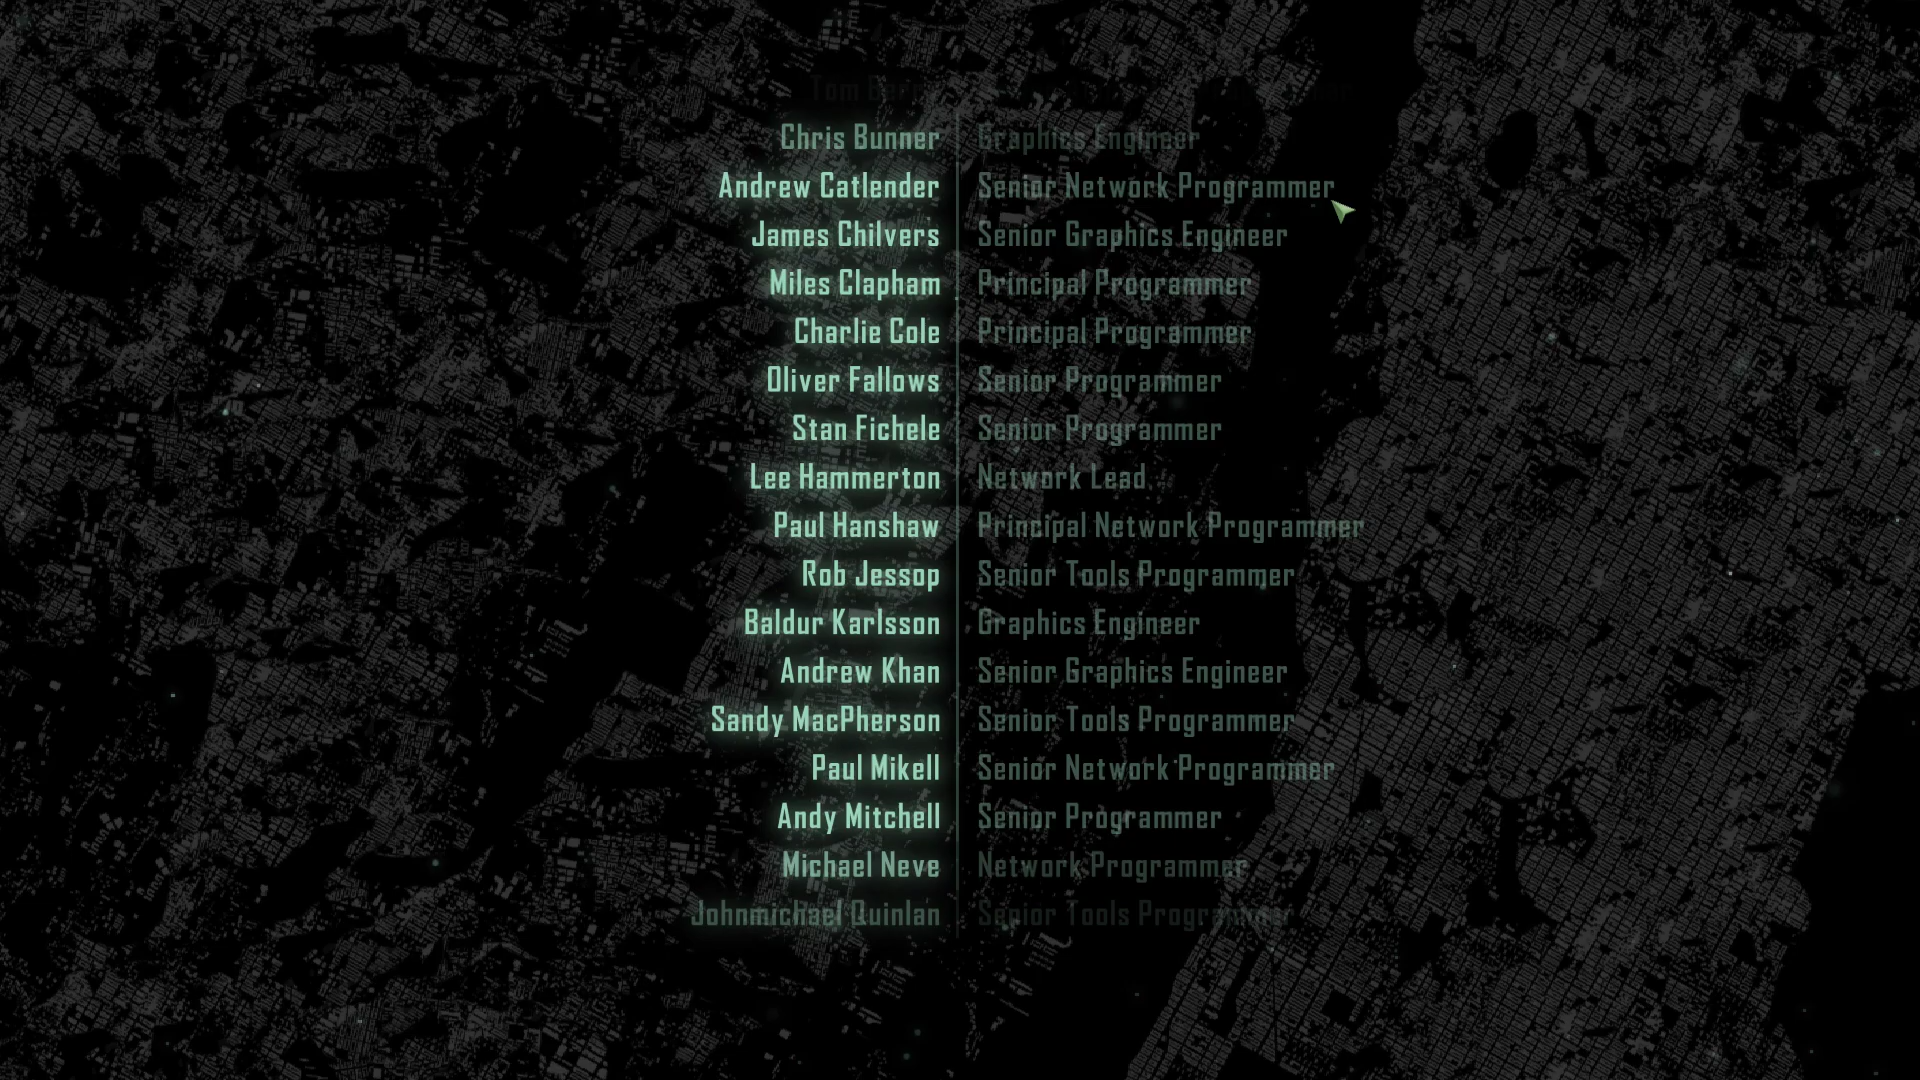 Tom
Chris Bunner Graphics Engineer
Andrew Catlender Senior Network Programmer
James Chilvers Senior Graphics Engineer
Miles Clapham Principal Programmer
Charlie Cole Principal Programmer
Oliver Fallows Senior Programmer
Stan Fichele Senior Programmer
Lee Hammerton Network Lead
Paul Hanshaw Principal Network Programmer
Rob Jessop Senior Tools Programmer
Baldur Karlsson Graphics Engineer
Andrew Khan Senior Graphics Engineer
Sandy MacPherson Senior Tools Programmer
Paul Mikell Senior Network Programmer
Andy Mitchell Senior Programmer
Michael Neve Network Programmer
Johnmichael Quinlan Senior Tools Programmer